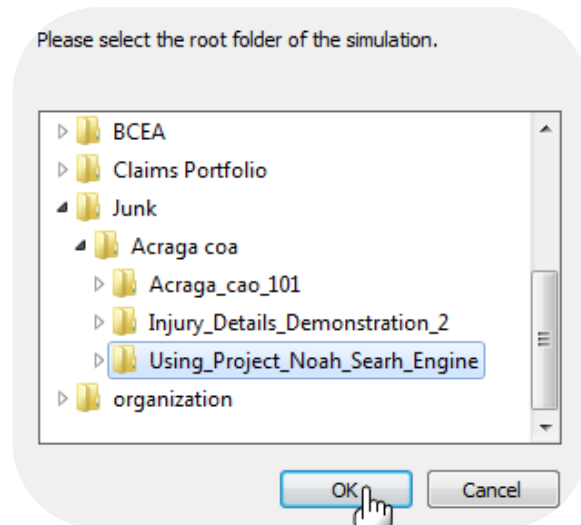 Please select the root folder of the simulation.
BCEA
Claims Portfolio
Junk
Acraga coa
Acraga_cao_101
Injury_Details_Demonstration_2
Using_Project_Noah_Searh_Engine
organization
OK Cancel